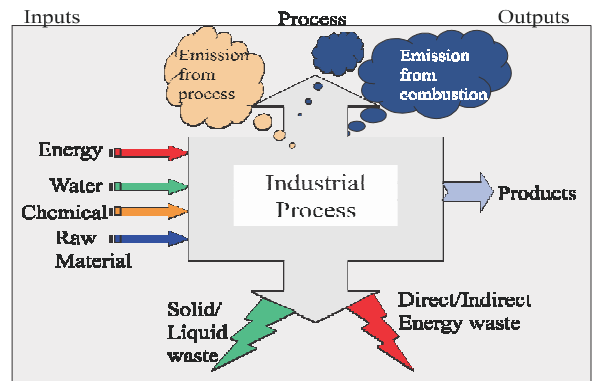 Inputs
Process
Outputs
Emission
from
process
Emission
from
combustion
Energy
Water
Chemical
Raw
Material
Industrial
Process
Products
Solid/
Liquid
waste
Direct/Indirect
Energy waste